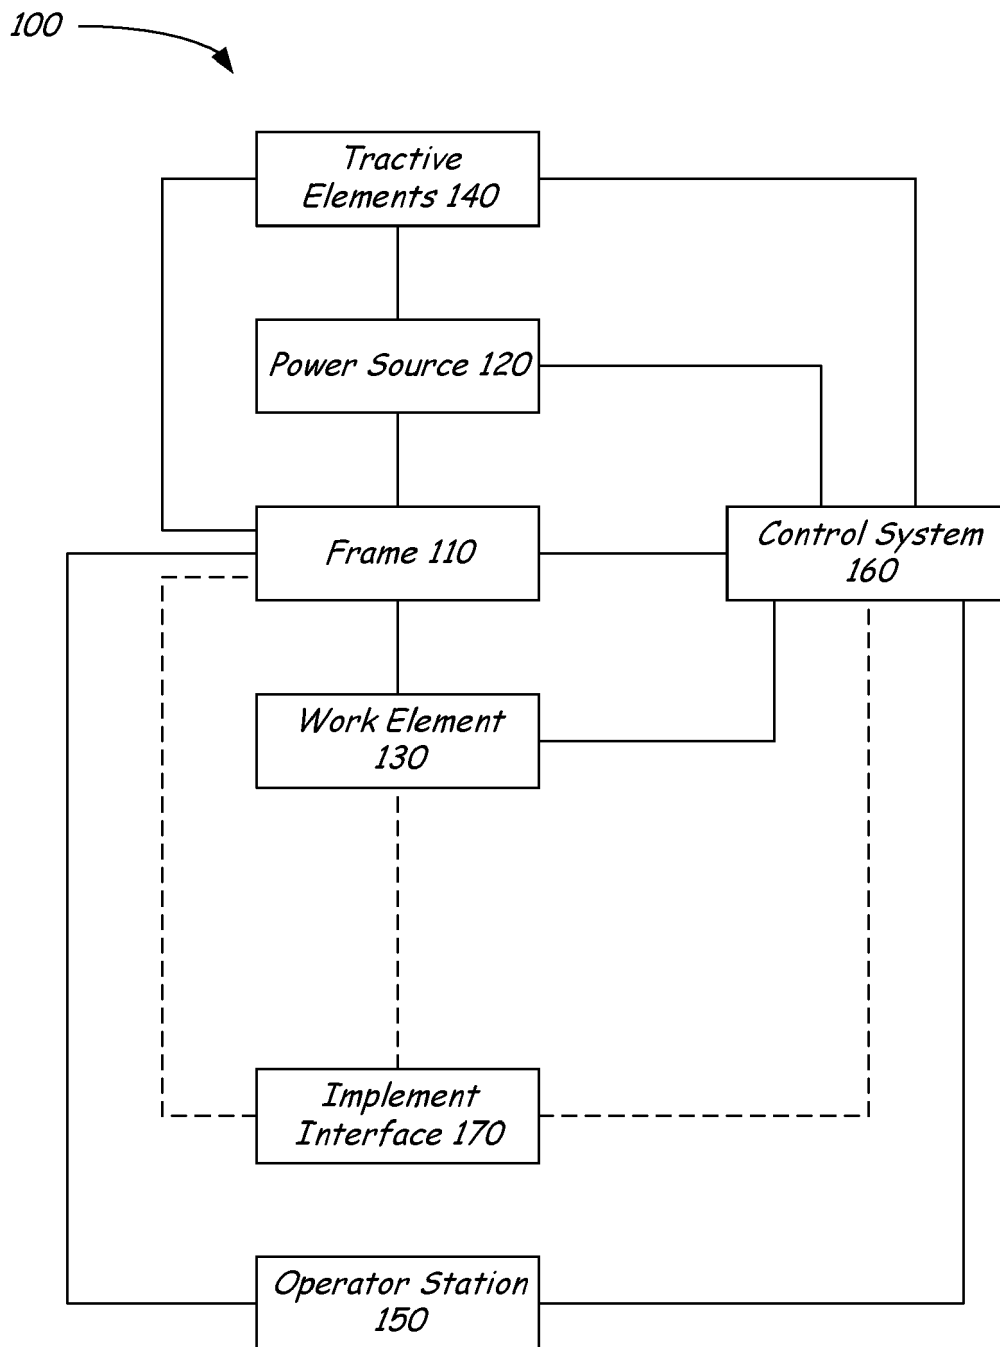 100
Tractive
Elements 140
Power Source 120
Frame 110
Control System
160
Work Element
130
Implement
Interface 170
Operator Station
150